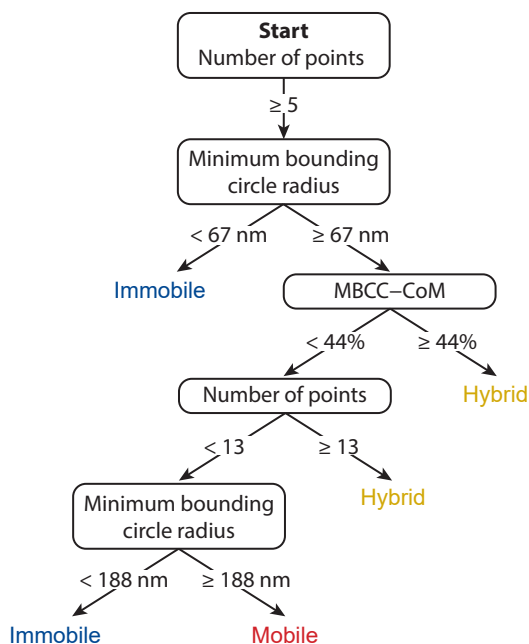 Start
Number of points
≥ 5
Minimum bounding
circle radius
< 67 nm
≥ 67 nm
Immobile
MBCC–CoM
< 44%
≥ 44%
Number of points
Hybrid
< 13
≥ 13
Minimum bounding
circle radius
Hybrid
< 188 nm
≥ 188 nm
Immobile
Mobile